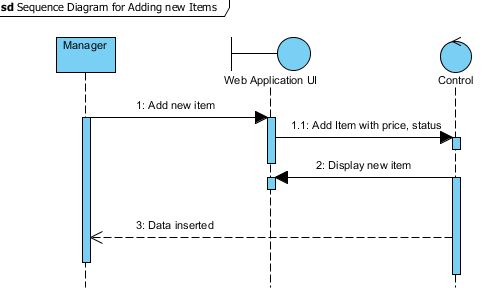 sd Sequence Diagram for Adding new Items
Manager
Web Application UI
Control
1: Add new item
1.1: Add Item with price, status
2: Display new item
3: Data inserted